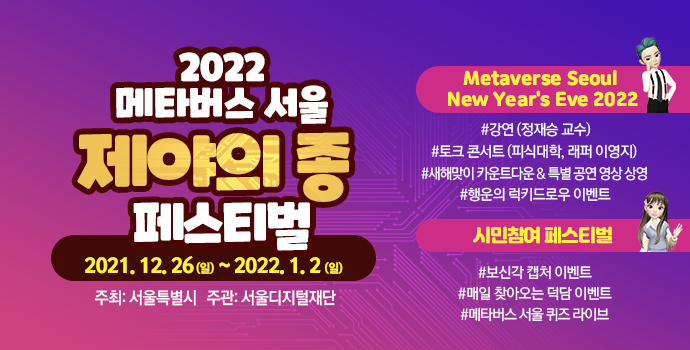 2022
메타버스 서울
제야의 종
페스티벌
2021. 12. 26 (일) ~ 2022. 1. 2 (일)
주최: 서울특별시 주관: 서울디지털재단
Metaverse Seoul
New Year's Eve 2022
#강연 (정재승 교수)
#토크 콘서트 (피식대학, 래퍼 이영지)
#새해맞이 카운트다운 & 특별 공연 영상 상영
#행운의 럭키드로우 이벤트
시민참여 페스티벌
#보신각 캡처 이벤트
#매일 찾아오는 덕담 이벤트
#메타버스 서울 퀴즈 라이브